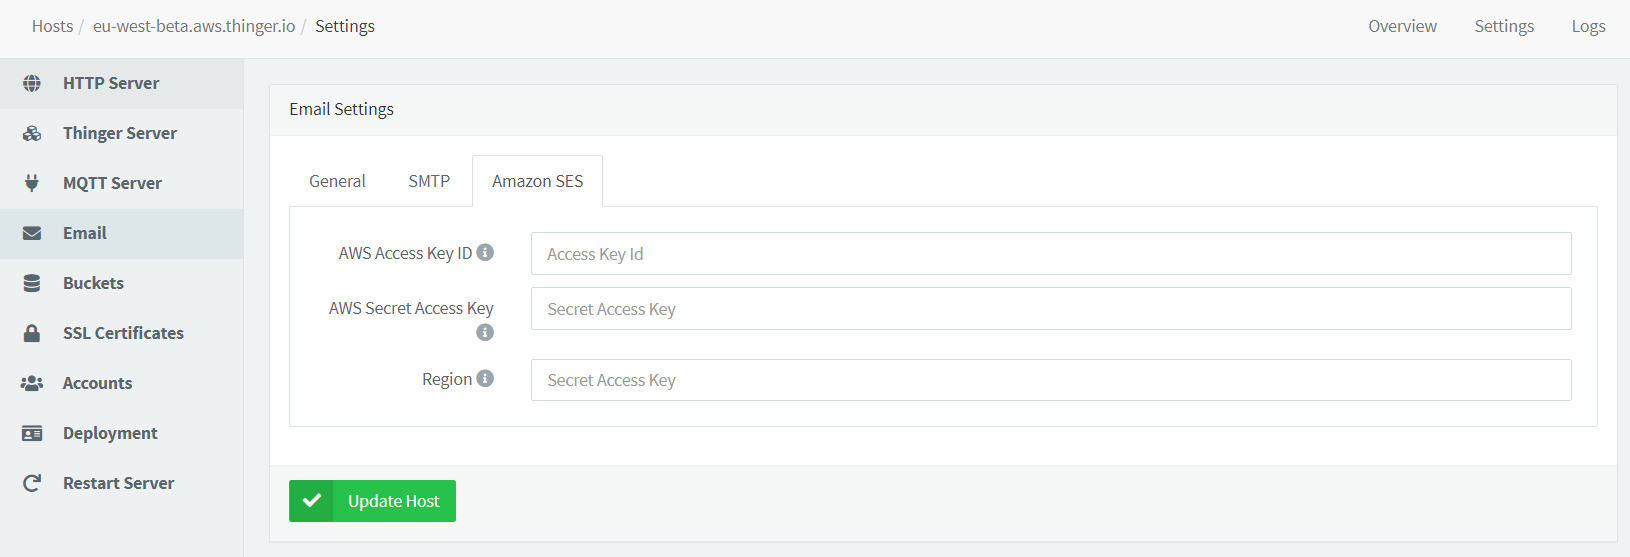 Hosts / eu-west-beta.aws.thinger.io / Settings
Overview Settings Logs
HTTP Server
Thinger Server
MQTT Server
Email
Buckets
SSL Certificates
Accounts
Deployment
Restart Server
Email Settings
General SMTP Amazon SES
AWS Access Key ID Access Key Id
AWS Secret Access Key Secret Access Key
Region Secret Access Key
Update Host